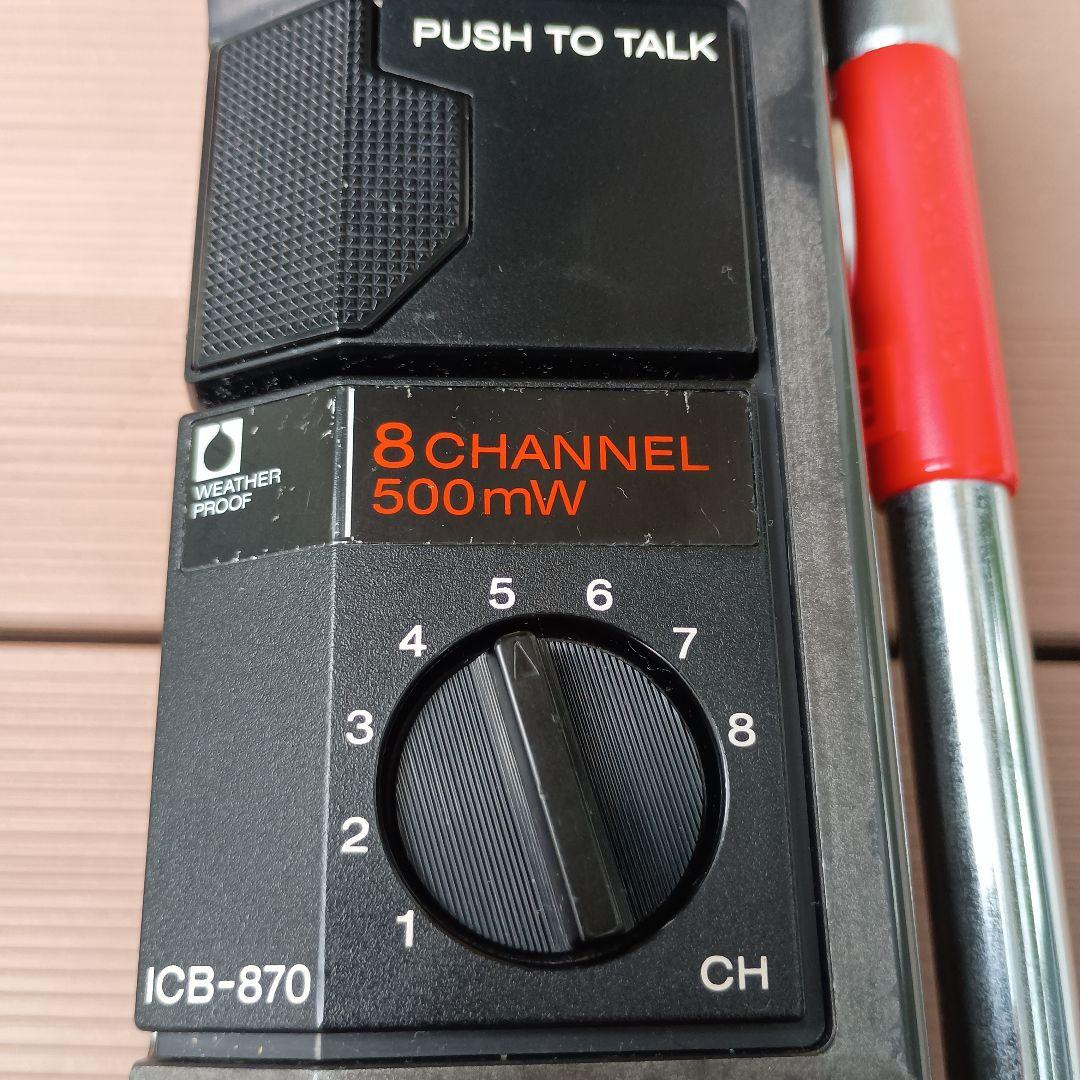 PUSH TO TALK
WEATHER
PROOF
8 CHANNEL
500mW
5
6
4
7
3
8
2
1
ICB-870
CH